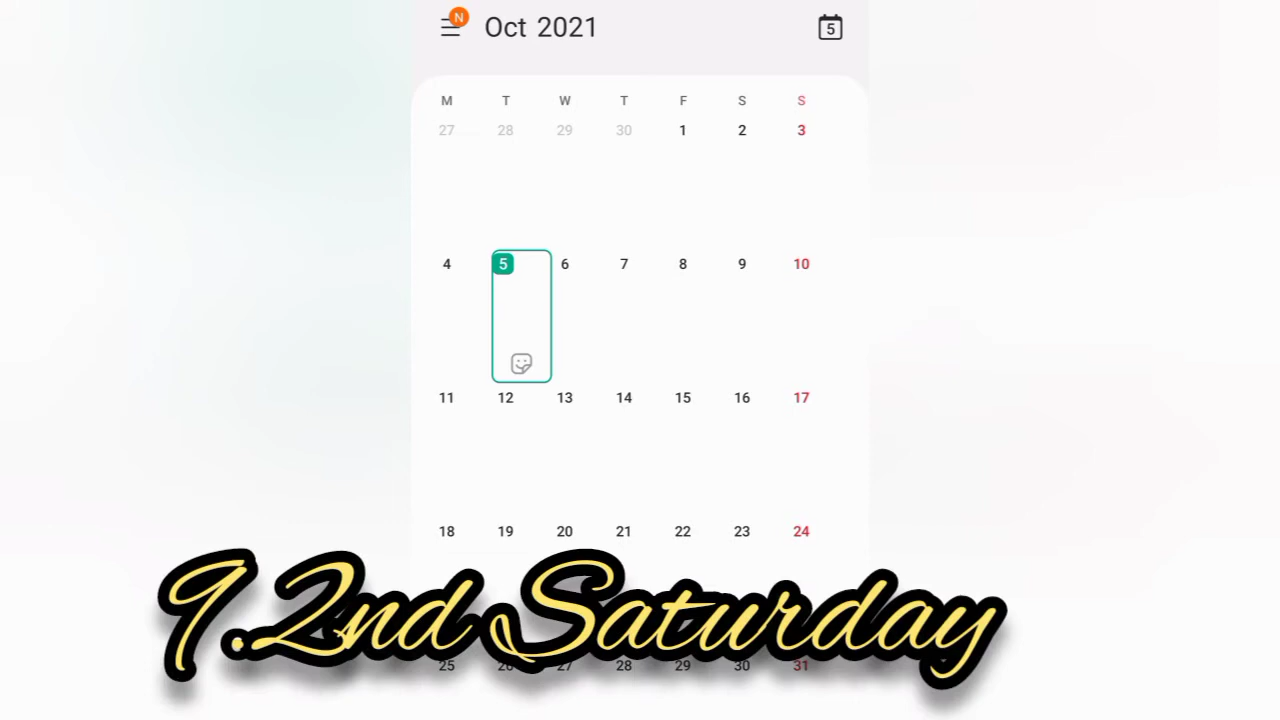 N
Oct 2021
5
M T W T F S S
27 28 29 30 1 2 3
4 5 6 7 8 9 10
11 12 13 14 15 16 17
18 19 20 21 22 23 24
9.2nd Saturday
25 26 27 28 29 30 31